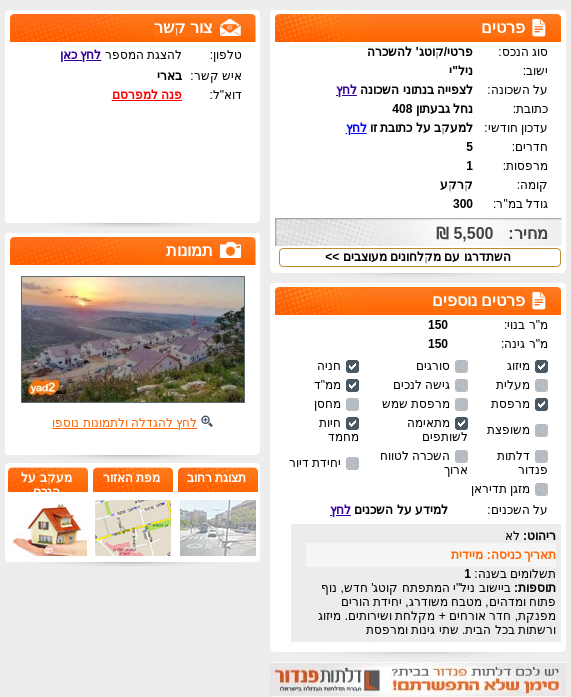 פרטים
סוג הנכס: פרטי/קוטג' להשכרה
ישוב: ניל"י
על השכונה: לצפייה בנתוני השכונה לחץ
כתובת: נחל גבעתון 408
עדכון חודשי: למעקב על כתובת זו לחץ
חדרים: 5
מרפסות: 1
קומה: קרקע
גודל במ"ר: 300
מחיר: 5,500 ₪
השתדרגו עם מקלחונים מעוצבים >>
פרטים נוספים
מ"ר בנוי: 150
מ"ר גינה: 150
מיזוג סורגים חניה
מעלית גישה לנכים ממ"ד
מרפסת מרפסת שמש מחסן
משופצת מתאימה לשותפים חיות מחמד
דלתות פנדור השכרה לטווח ארוך יחידת דיור
מזגן תדיראן
על השכנים: למידע על השכנים לחץ
ריהוט: לא
תאריך כניסה: מיידית
תשלומים בשנה: 1
תוספות: ביישוב ניל"י המתפתח קוטג' חדש, נוף
פתוח ומדהים, מטבח משודרג, יחידת הורים
מפנקת, חדר אורחים + מקלחת ושירותים. מיזוג
ורשתות בכל הבית. שתי גינות ומרפסת
יש לכם דלתות פנדור בבית?
סימן שלא התפשרתם!
דלתותפנדור
חברת הדלתות הגדולה בישראל
צור קשר
טלפון: להצגת המספר לחץ כאן
איש קשר: בארי
דוא"ל: פנה למפרסם
תמונות
yad2
לחץ להגדלה ולתמונות נוספו
תצוגת רחוב
מפת האזור
מעקב על
הנכס